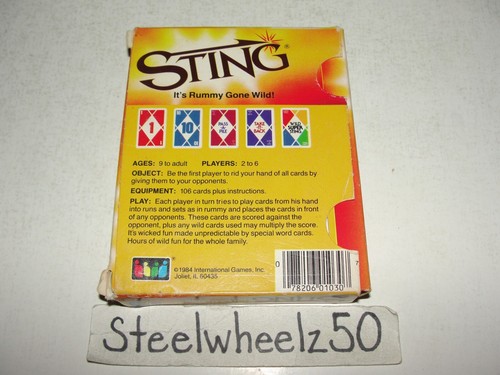 STING®
It's Rummy Gone Wild!
1 10 PASS -A- FILE TAKE -IT- BACK WILD SUPER STING
AGES: 9 to adult PLAYERS: 2 to 6
OBJECT: Be the first player to rid your hand of all cards by
giving them to your opponents.
EQUIPMENT: 106 cards plus instructions.
PLAY: Each player in turn tries to play cards from his hand
into runs and sets as in rummy and places the cards in front
of any opponents. These cards are scored against the
opponent, plus any wild cards used may multiply the score.
It's wicked fun made unpredictable by special word cards.
Hours of wild fun for the whole family.
©1984 International Games, Inc.
Joliet, IL 60435
0 78206 01030 7
Steelwheelz50